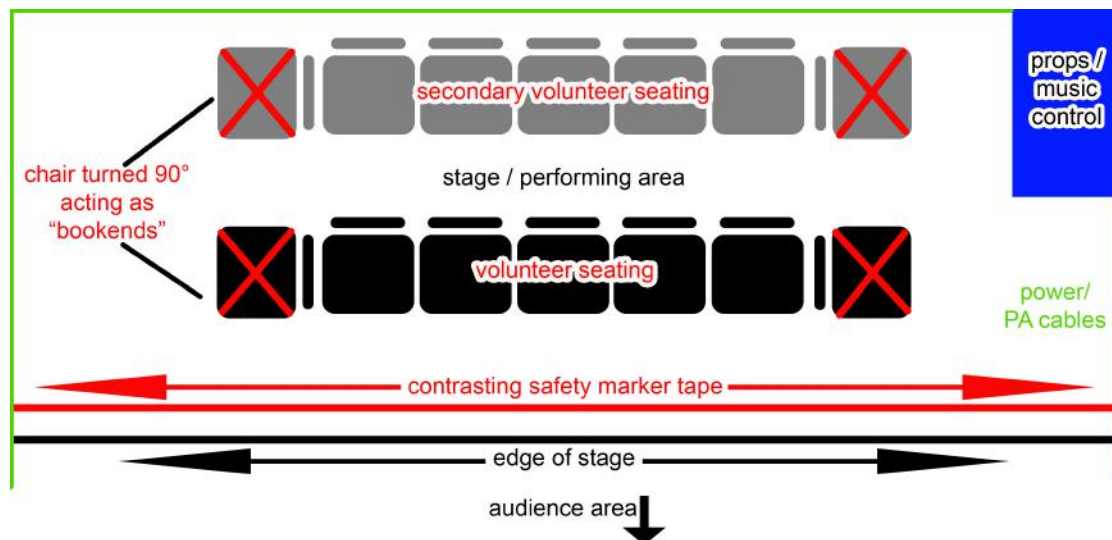 secondary volunteer seating
props /
music
control
chair turned 90°
acting as
“bookends”
stage / performing area
volunteer seating
power/
PA cables
contrasting safety marker tape
edge of stage
audience area